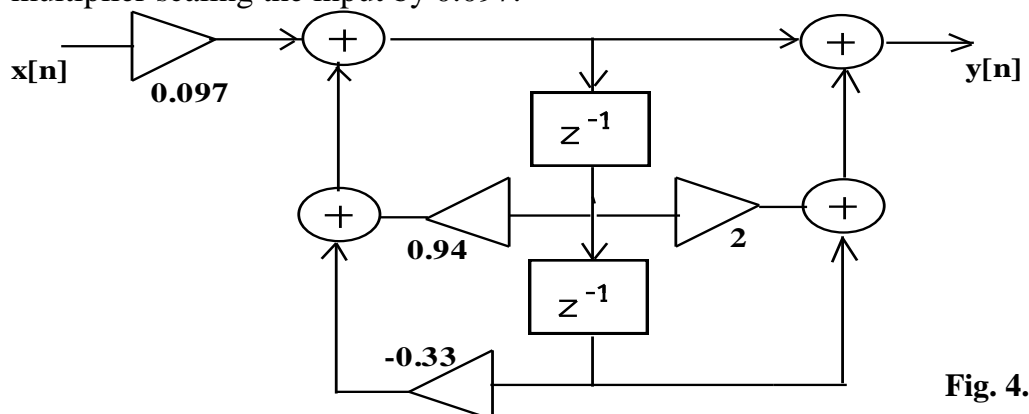 multiplier scaling the input by 0.097.
+
+
x[n]
y[n]
0.097
z⁻¹
+
+
0.94
2
z⁻¹
-0.33
Fig. 4.